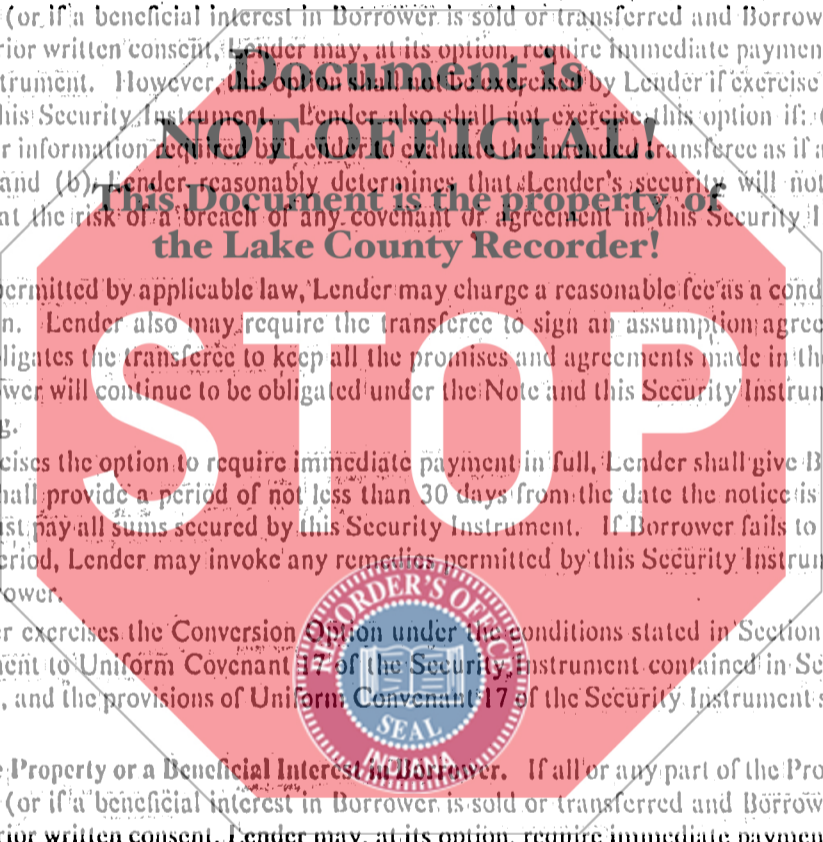 (or if a beneficial interest in Borrower is sold or transferred and Borrow
rior written consent, Lender may, at its option, require immediate paymen
trument. However, this option shall not be exercised by Lender if exercise
Document is
his Security Instrument. Lender also shall not exercise this option if: (
NOT OFFICIAL!
r information required by Lender to evaluate the intended transferee as if a
and (b) Lender reasonably determines that Lender's security will not
This Document is the property of
at the risk of a breach of any covenant or agreement in this Security I
the Lake County Recorder!
permitted by applicable law, Lender may charge a reasonable fee as a cond
n. Lender also may require the transferee to sign an assumption agree
ligates the transferee to keep all the promises and agreements made in th
wer will continue to be obligated under the Note and this Security Instrum
g.
STOP
cises the option to require immediate payment in full, Lender shall give B
hall provide a period of not less than 30 days from the date the notice is
st pay all sums secured by this Security Instrument. If Borrower fails to
eriod, Lender may invoke any remedies permitted by this Security Instrum
ower.
RECORDER'S OFFICE
SEAL
INDIANA
r exercises the Conversion Option under the conditions stated in Section
ent to Uniform Covenant 17 of the Security Instrument contained in Se
, and the provisions of Uniform Convenant 17 of the Security Instrument s
e Property or a Beneficial Interest in Borrower. If all or any part of the Pro
(or if a beneficial interest in Borrower is sold or transferred and Borrow
rior written consent, Lender may, at its option, require immediate paymen